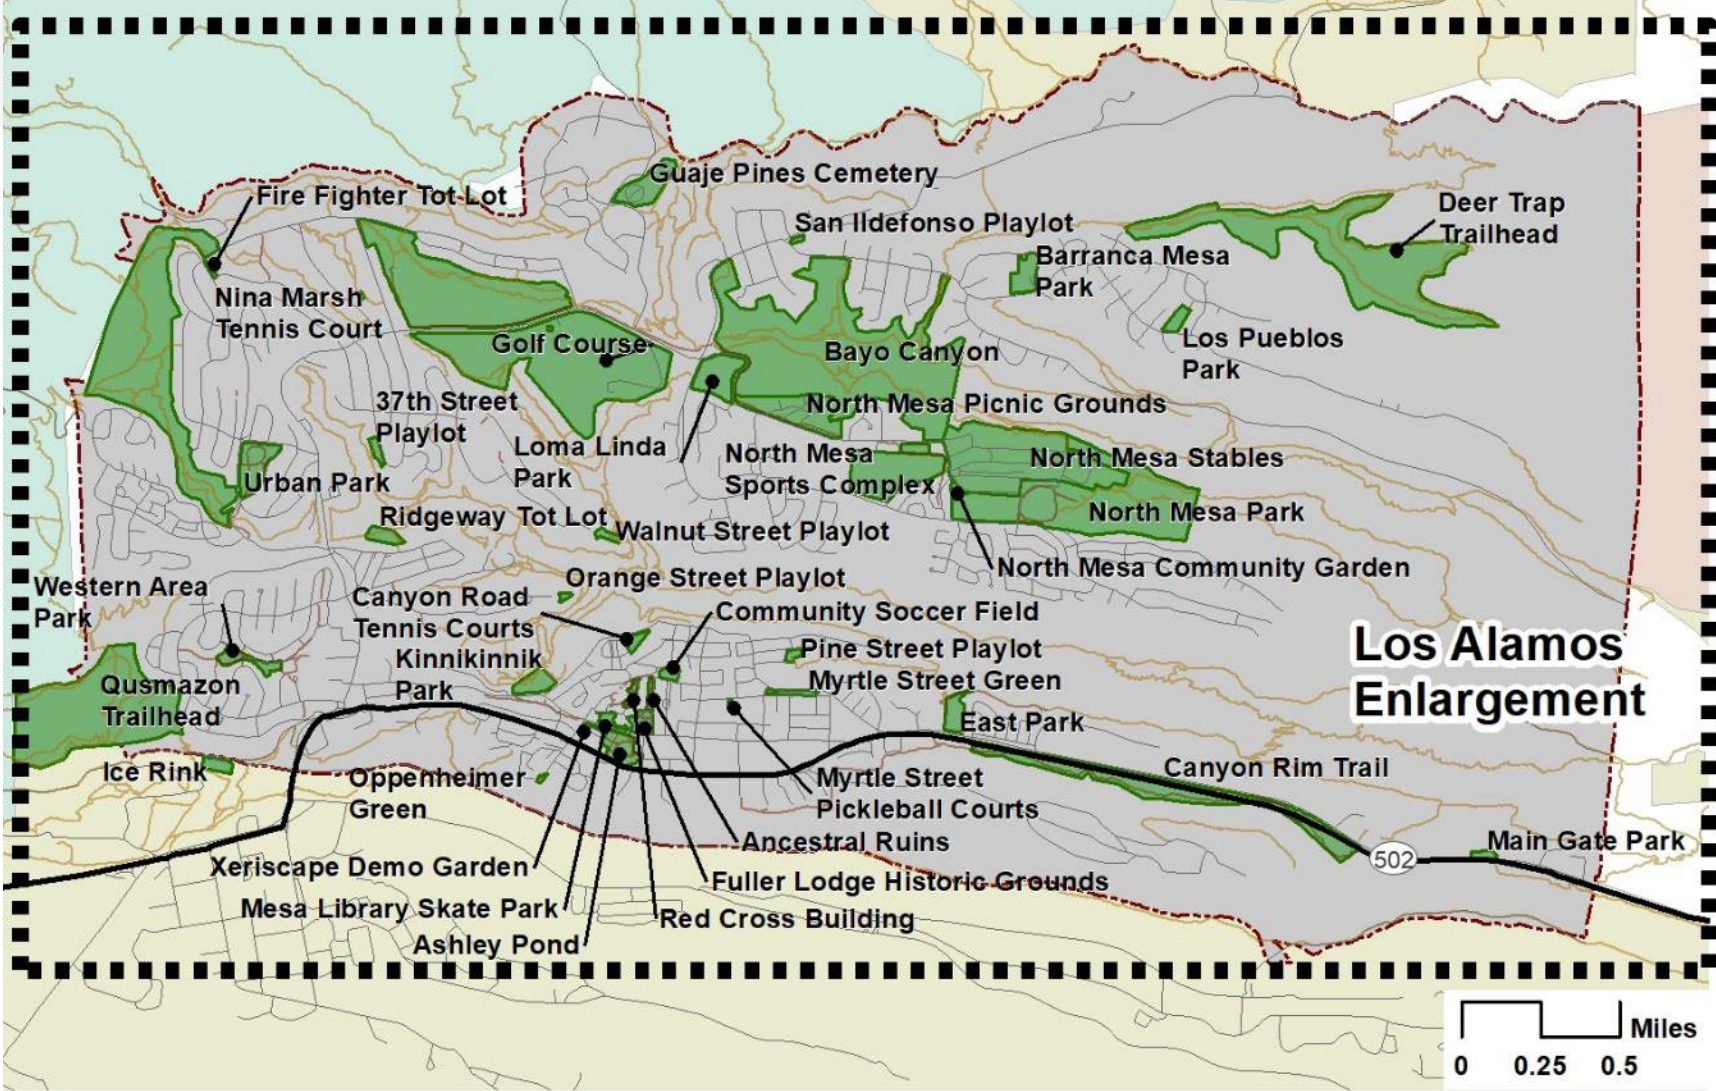 Guaje Pines Cemetery
Fire Fighter Tot Lot
San Ildefonso Playlot
Deer Trap
Trailhead
Barranca Mesa
Park
Nina Marsh
Tennis Court
Golf Course
Bayo Canyon
Los Pueblos
Park
37th Street
Playlot
North Mesa Picnic Grounds
Loma Linda
Park
North Mesa
Sports Complex
North Mesa Stables
Urban Park
Ridgeway Tot Lot
Walnut Street Playlot
North Mesa Park
North Mesa Community Garden
Western Area
Park
Orange Street Playlot
Canyon Road
Tennis Courts
Community Soccer Field
Kinnikinnik
Park
Pine Street Playlot
Myrtle Street Green
Los Alamos
Enlargement
Qusmazon
Trailhead
East Park
Ice Rink
Oppenheimer
Green
Myrtle Street
Pickleball Courts
Canyon Rim Trail
Ancestral Ruins
Main Gate Park
502
Xeriscape Demo Garden
Fuller Lodge Historic Grounds
Mesa Library Skate Park
Red Cross Building
Ashley Pond
Miles
0 0.25 0.5